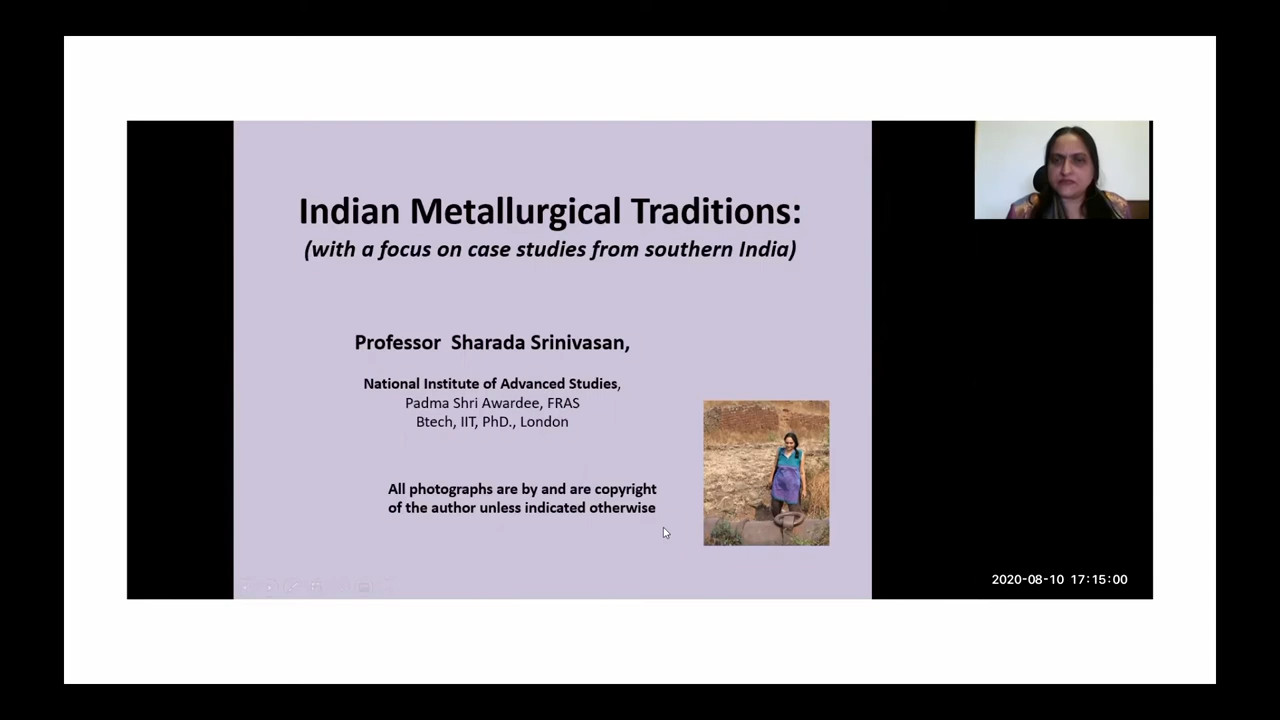 Indian Metallurgical Traditions:
(with a focus on case studies from southern India)
Professor Sharada Srinivasan,
National Institute of Advanced Studies,
Padma Shri Awardee, FRAS
Btech, IIT, PhD., London
All photographs are by and are copyright
of the author unless indicated otherwise
2020-08-10 17:15:00